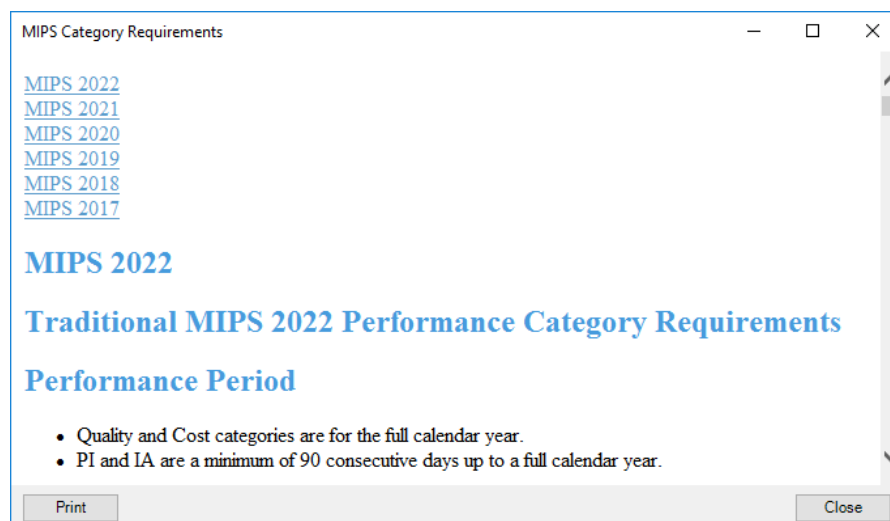 MIPS Category Requirements
MIPS 2022
MIPS 2021
MIPS 2020
MIPS 2019
MIPS 2018
MIPS 2017
MIPS 2022
Traditional MIPS 2022 Performance Category Requirements
Performance Period
• Quality and Cost categories are for the full calendar year.
• PI and IA are a minimum of 90 consecutive days up to a full calendar year.
Print Close